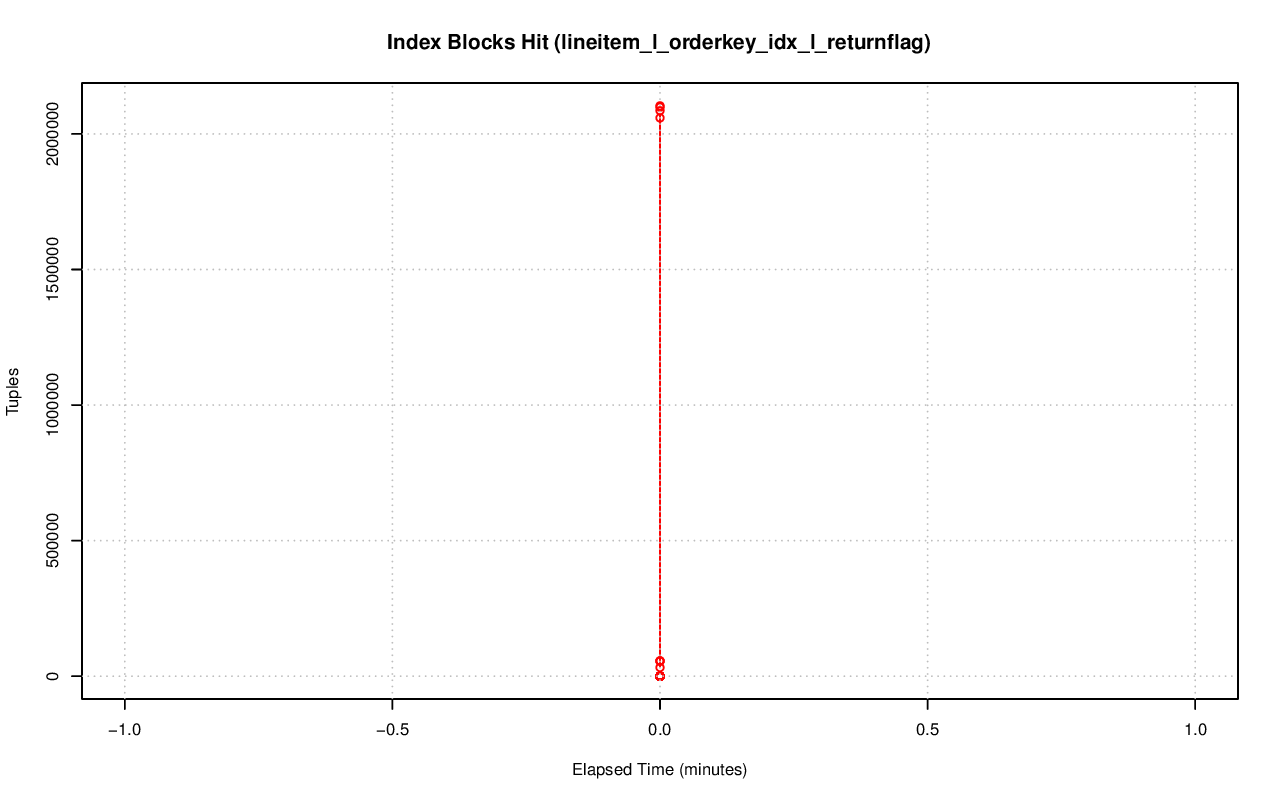 Index Blocks Hit (lineitem_l_orderkey_idx_l_returnflag)
Tuples
2000000
1500000
1000000
500000
0
−1.0 −0.5 0.0 0.5 1.0
Elapsed Time (minutes)